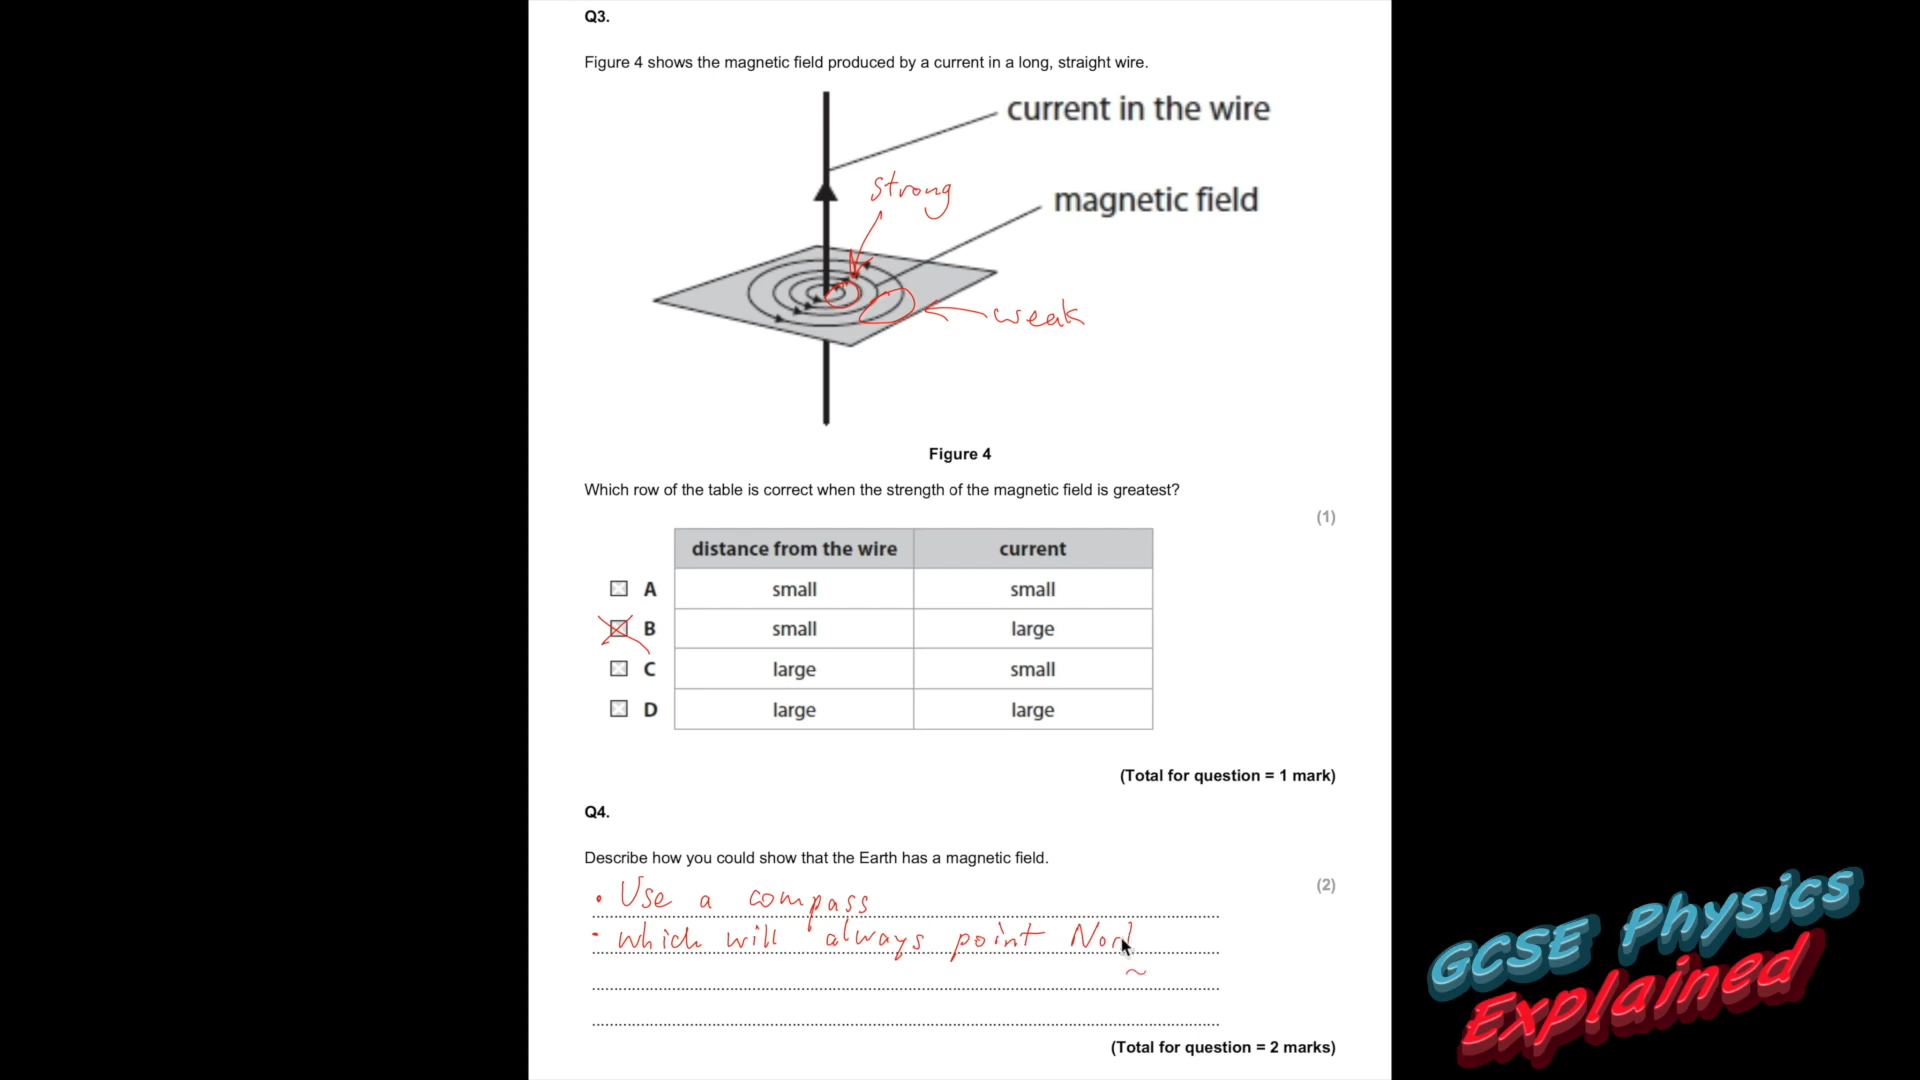 Q3.
Figure 4 shows the magnetic field produced by a current in a long, straight wire.
current in the wire
strong
magnetic field
weak
Figure 4
Which row of the table is correct when the strength of the magnetic field is greatest?
(1)
distance from the wire current
A small small
B small large
C large small
D large large
(Total for question = 1 mark)
Q4.
Describe how you could show that the Earth has a magnetic field.
(2)
• Use a compass
• which will always point
(Total for question = 2 marks)
GCSE Physics
Explained